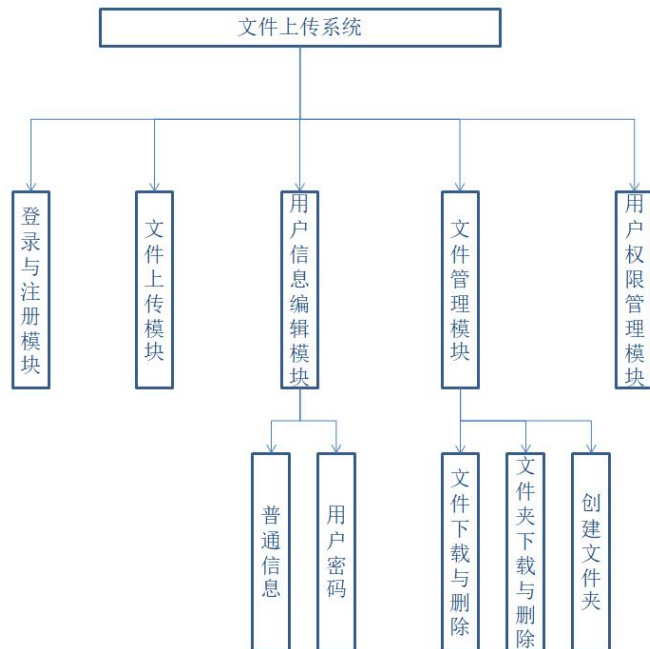 文件上传系统
登录与注册模块
文件上传模块
用户信息编辑模块
文件管理模块
用户权限管理模块
普通信息
用户密码
文件下载与删除
文件夹下载与删除
创建文件夹